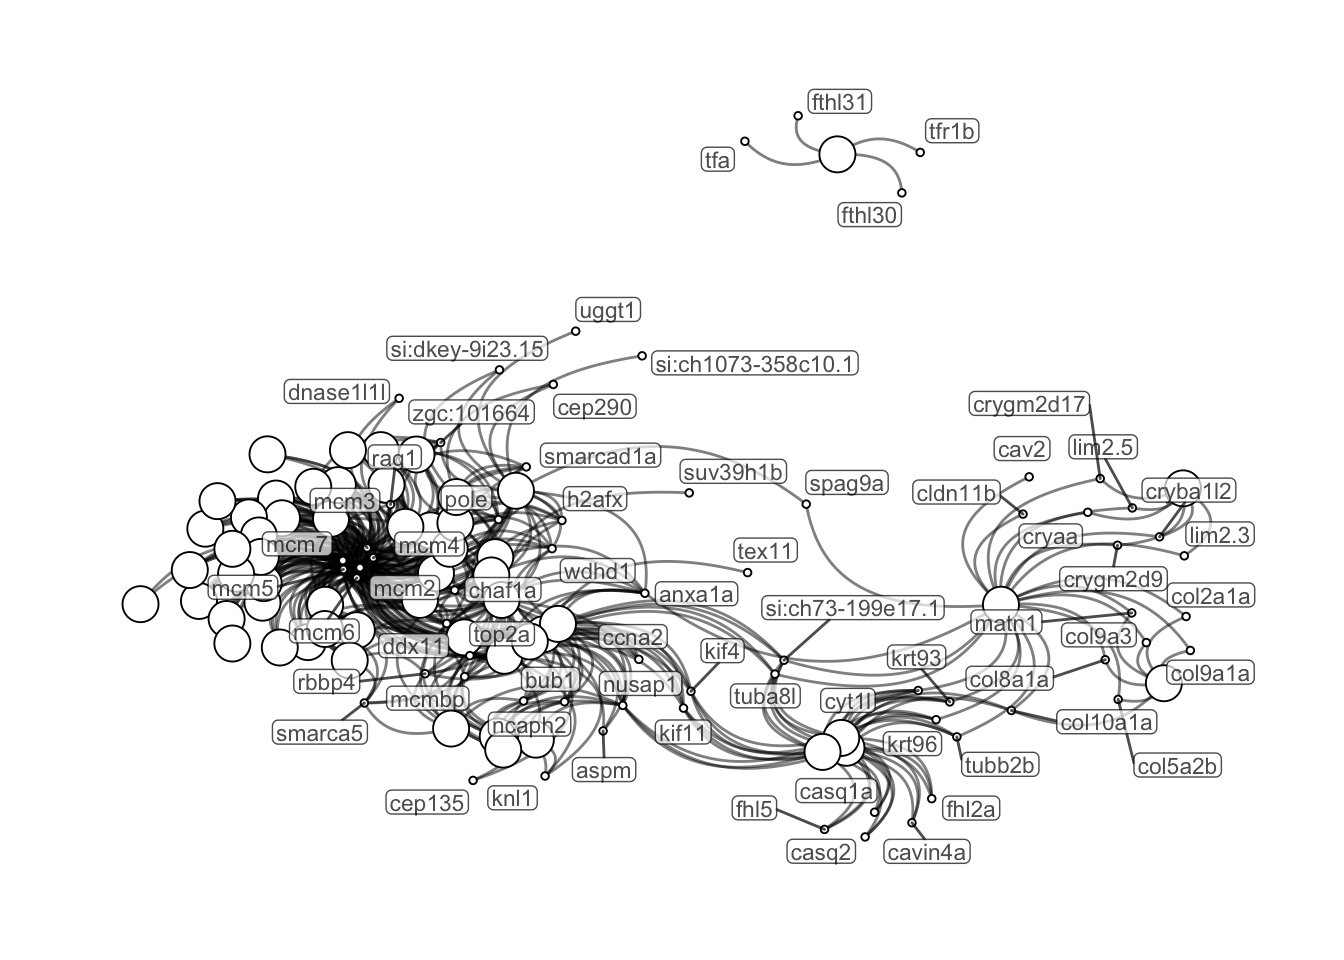 fthl31
tfr1b
tfa
fthl30
uggt1
si:dkey-9i23.15
si:ch1073-358c10.1
dnase1l1l
zgc:101664
cep290
crygm2d17
raq1
smarcad1a
suv39h1b
spag9a
cav2
lim2.5
cldn11b
cryba1l2
mcm3
pole
h2afx
mcm7
mcm4
tex11
cryaa
lim2.3
mcm5
mcm2
chaf1a
wdhd1
anxa1a
si:ch73-199e17.1
crygm2d9
col2a1a
matn1
mcm6
ddx11
top2a
ccna2
kif4
krt93
col9a3
col9a1a
rbbp4
mcmbp
bub1
nusap1
tuba8l
cyt1l
col8a1a
smarca5
ncaph2
kif11
krt96
col10a1a
aspm
tubb2b
col5a2b
cep135
knl1
casq1a
fhl5
fhl2a
casq2
cavin4a